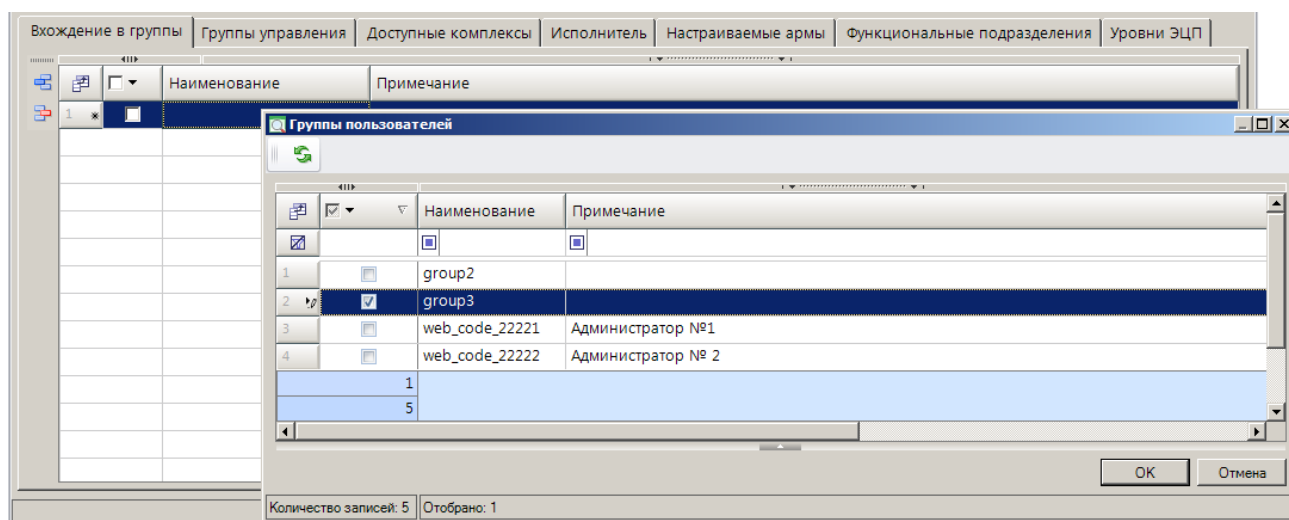 Вхождение в группы Группы управления Доступные комплексы Исполнитель Настраиваемые армы Функциональные подразделения Уровни ЭЦП
Наименование Примечание
1
Группы пользователей
Наименование Примечание
1 group2
2 group3
3 web_code_22221 Администратор №1
4 web_code_22222 Администратор № 2
1
5
OK Отмена
Количество записей: 5 Отобрано: 1